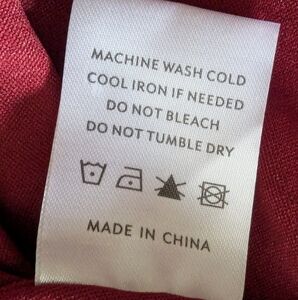 MACHINE WASH COLD
COOL IRON IF NEEDED
DO NOT BLEACH
DO NOT TUMBLE DRY
MADE IN CHINA